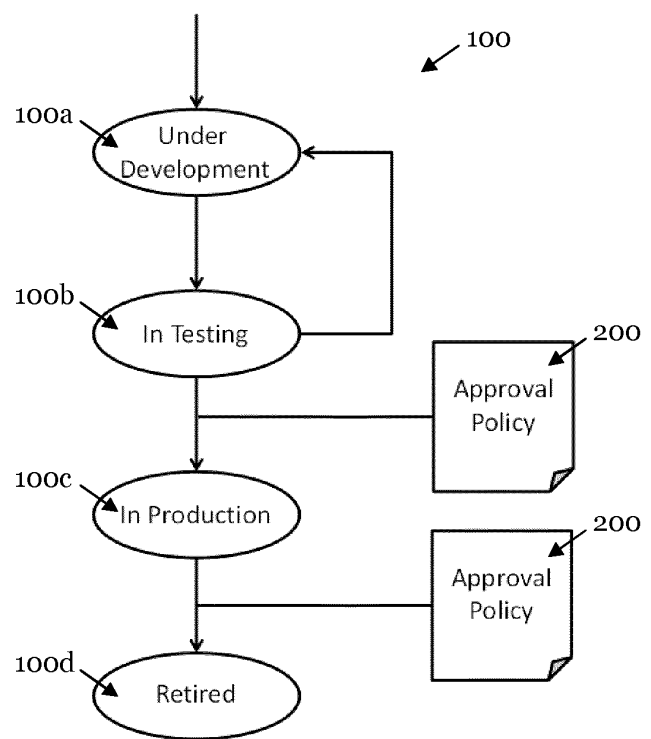 100
100a
Under
Development
100b
In Testing
200
Approval
Policy
100c
In Production
200
Approval
Policy
100d
Retired